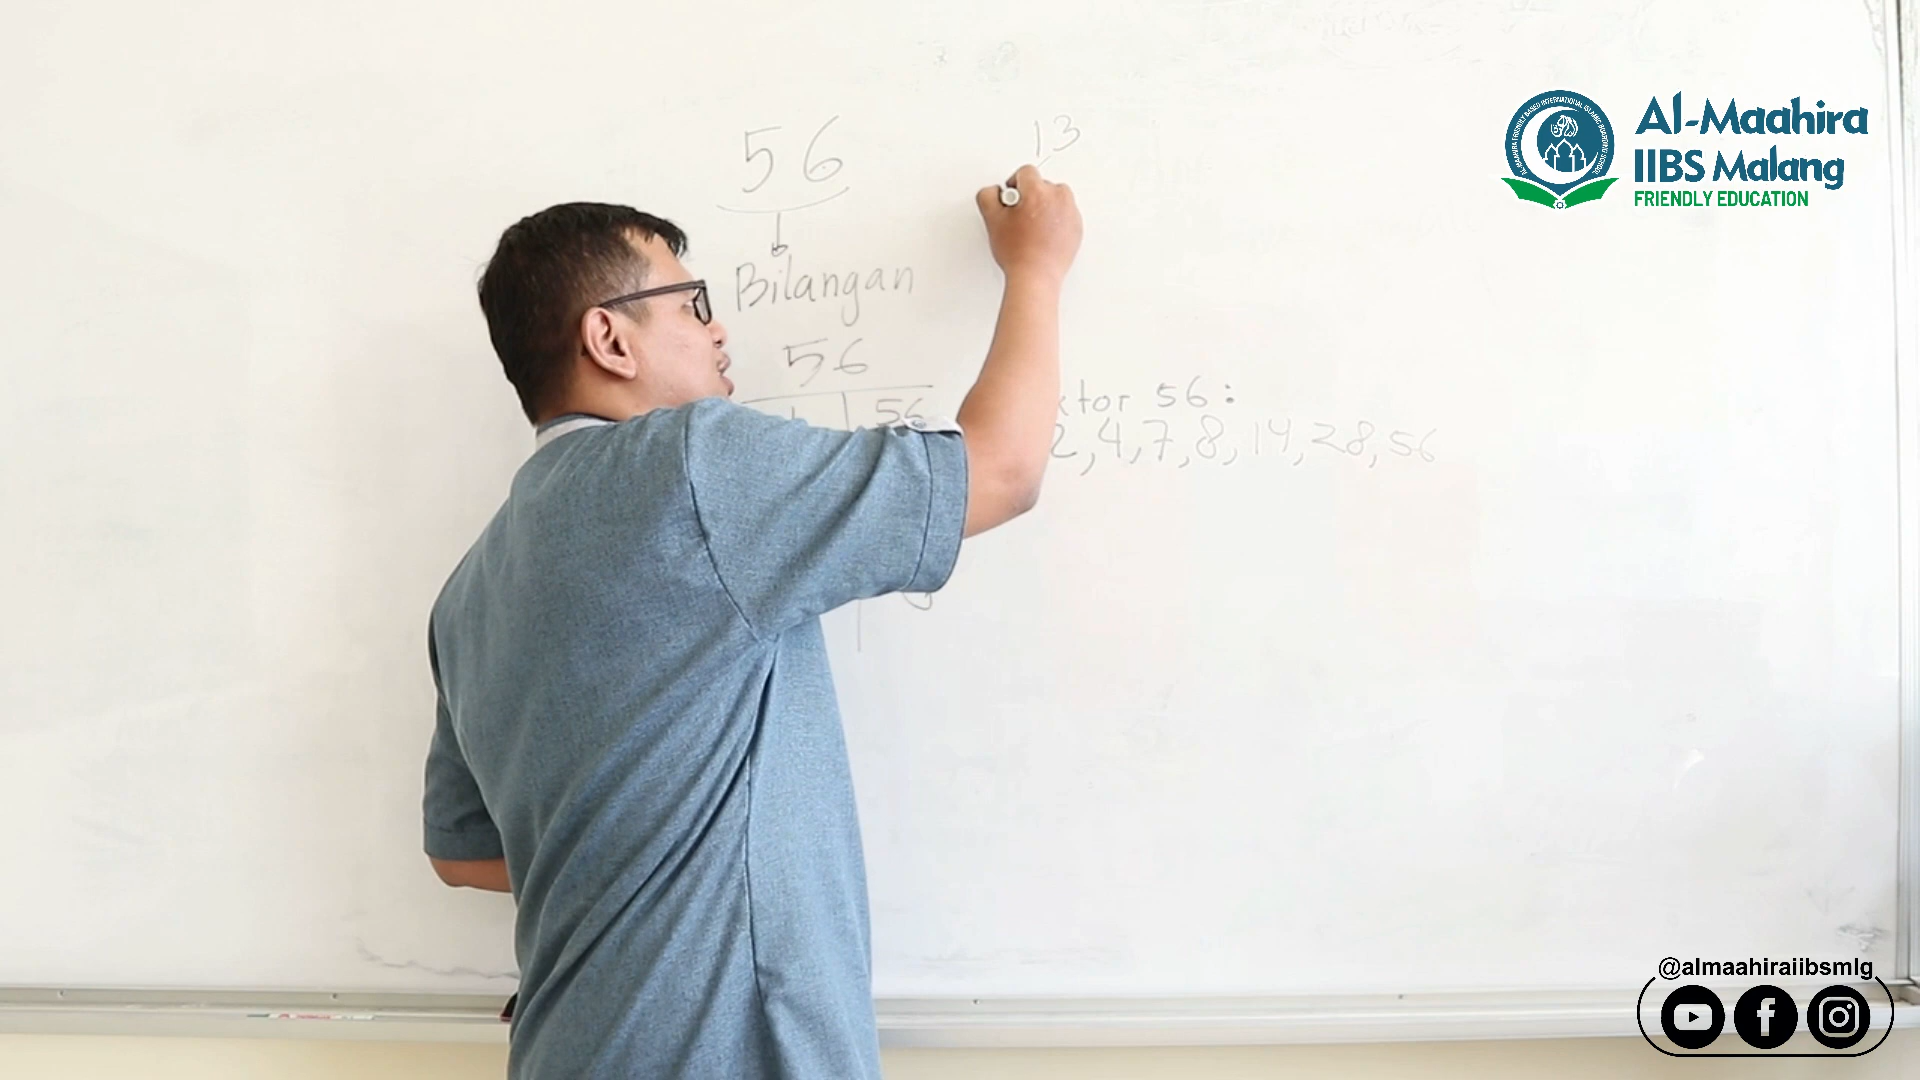 56
13
Bilangan
56
56
ktor 56:
2, 4, 7, 8, 14, 28, 56
Al-Maahira
IIBS Malang
FRIENDLY EDUCATION
@almaahiraiibsmlg